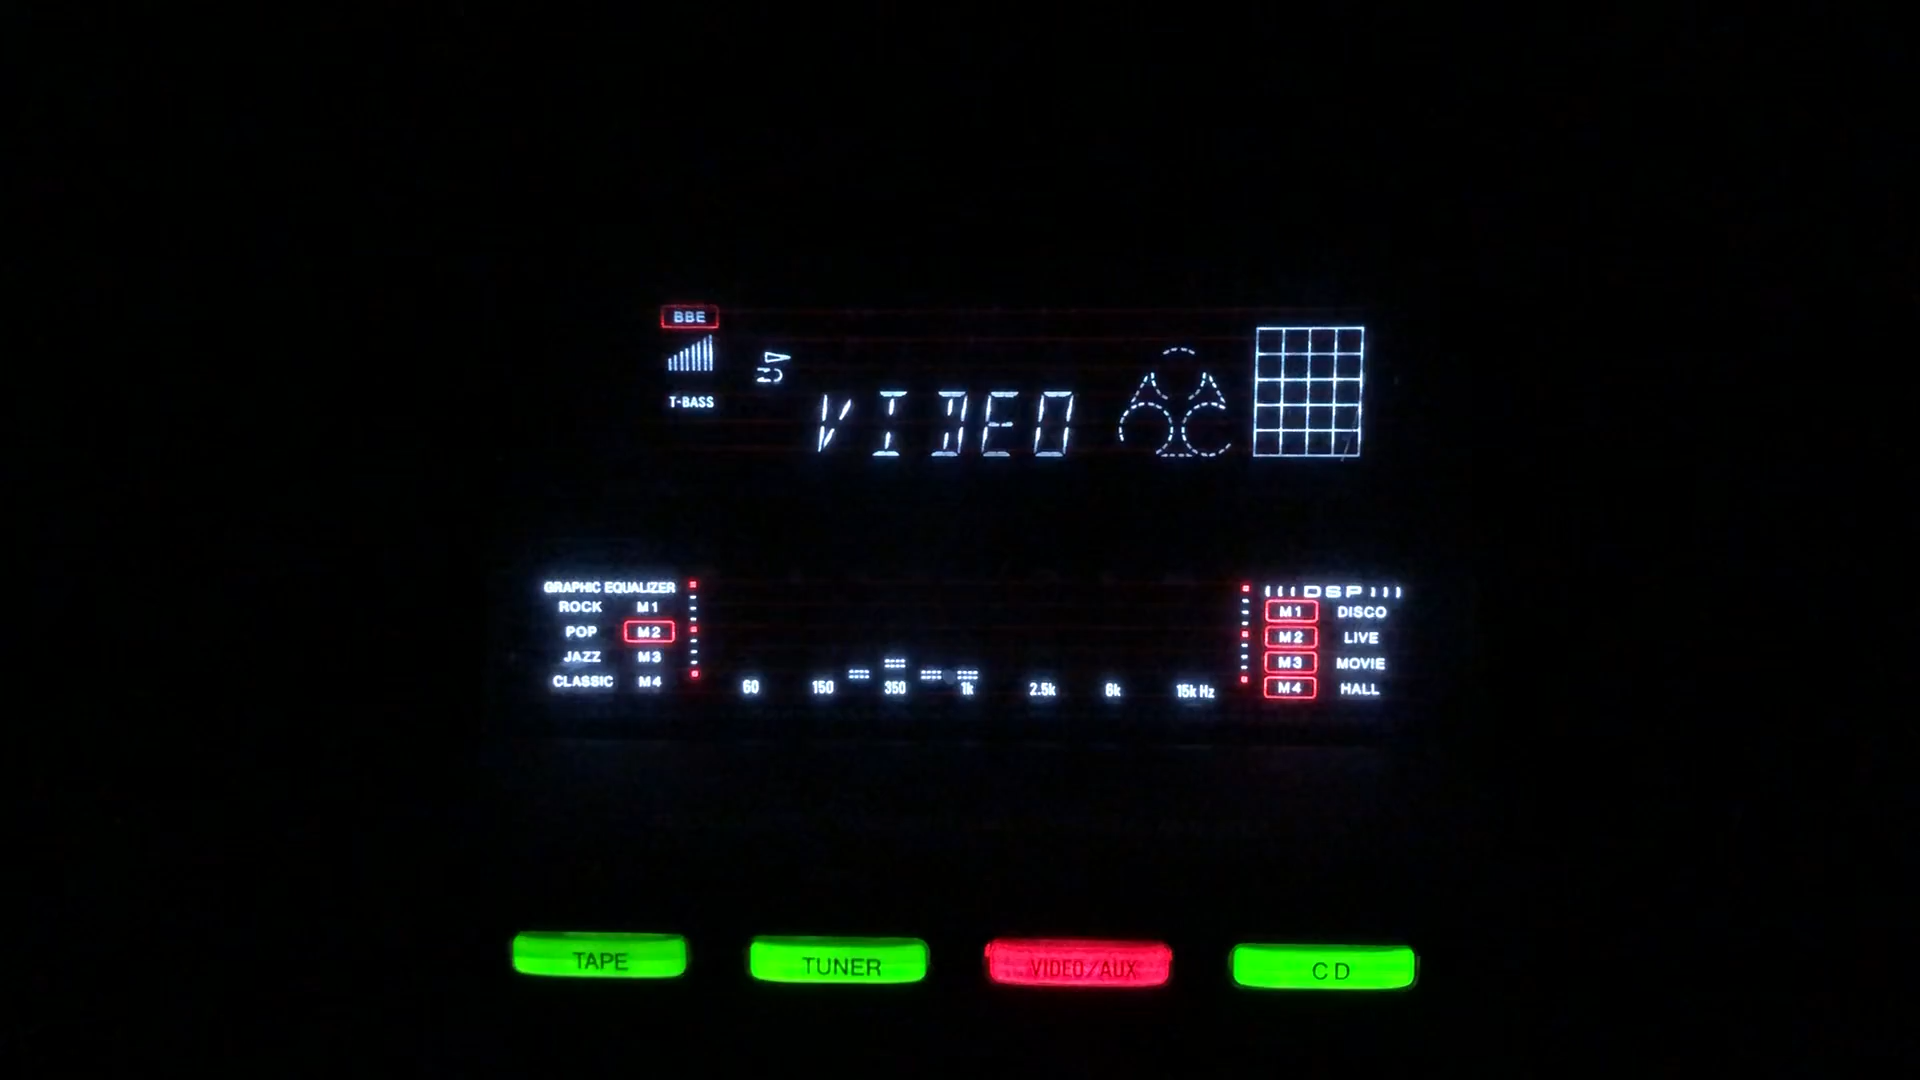 BBE
T-BASS
VIDEO
GRAPHIC EQUALIZER
ROCK M1
POP M2
JAZZ M3
CLASSIC M4
60 150 350 1k 2.5k 6k 15k Hz
DSP
M1 DISCO
M2 LIVE
M3 MOVIE
M4 HALL
TAPE TUNER VIDEO/AUX CD